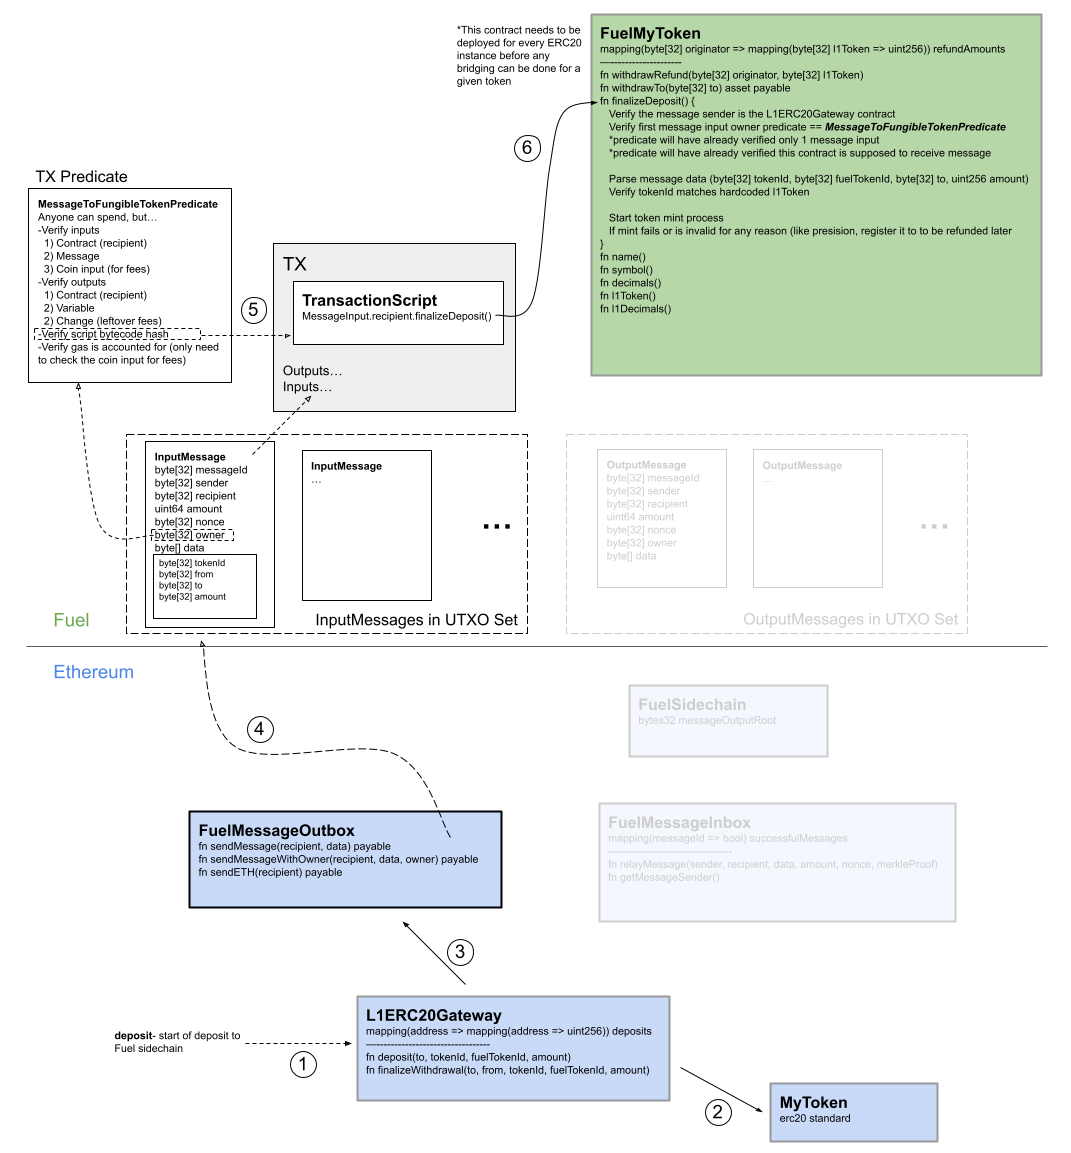 *This contract needs to be
deployed for every ERC20
instance before any
bridging can be done for a
given token
FuelMyToken
mapping(byte[32] originator => mapping(byte[32] l1Token => uint256)) refundAmounts
-----------------------
fn withdrawRefund(byte[32] originator, byte[32] l1Token)
fn withdrawTo(byte[32] to) asset payable
fn finalizeDeposit() {
Verify the message sender is the L1ERC20Gateway contract
Verify first message input owner predicate == MessageToFungibleTokenPredicate
*predicate will have already verified only 1 message input
*predicate will have already verified this contract is supposed to receive message
Parse message data (byte[32] tokenId, byte[32] fuelTokenId, byte[32] to, uint256 amount)
Verify tokenId matches hardcoded l1Token
Start token mint process
If mint fails or is invalid for any reason (like presision, register it to to be refunded later
}
fn name()
fn symbol()
fn decimals()
fn l1Token()
fn l1Decimals()
6
TX Predicate
MessageToFungibleTokenPredicate
Anyone can spend, but…
-Verify inputs
1) Contract (recipient)
2) Message
3) Coin input (for fees)
-Verify outputs
1) Contract (recipient)
2) Variable
2) Change (leftover fees)
-Verify script bytecode hash
-Verify gas is accounted for (only need
to check the coin input for fees)
5
TX
TransactionScript
MessageInput.recipient.finalizeDeposit()
Outputs…
Inputs…
InputMessage
byte[32] messageId
byte[32] sender
byte[32] recipient
uint64 amount
byte[32] nonce
byte[32] owner
byte[] data
byte[32] tokenId
byte[32] from
byte[32] to
byte[32] amount
InputMessage
…
...
InputMessages in UTXO Set
OutputMessage
byte[32] messageId
byte[32] sender
byte[32] recipient
uint64 amount
byte[32] nonce
byte[32] owner
byte[] data
OutputMessage
…
...
OutputMessages in UTXO Set
Fuel
Ethereum
4
FuelSidechain
bytes32 messageOutputRoot
FuelMessageOutbox
fn sendMessage(recipient, data) payable
fn sendMessageWithOwner(recipient, data, owner) payable
fn sendETH(recipient) payable
FuelMessageInbox
mapping(messageId => bool) successfulMessages
-----------------------------------
fn relayMessage(sender, recipient, data, amount, nonce, merkleProof)
fn getMessageSender()
3
deposit- start of deposit to
Fuel sidechain
1
L1ERC20Gateway
mapping(address => mapping(address => uint256)) deposits
-----------------------------------
fn deposit(to, tokenId, fuelTokenId, amount)
fn finalizeWithdrawal(to, from, tokenId, fuelTokenId, amount)
2
MyToken
erc20 standard